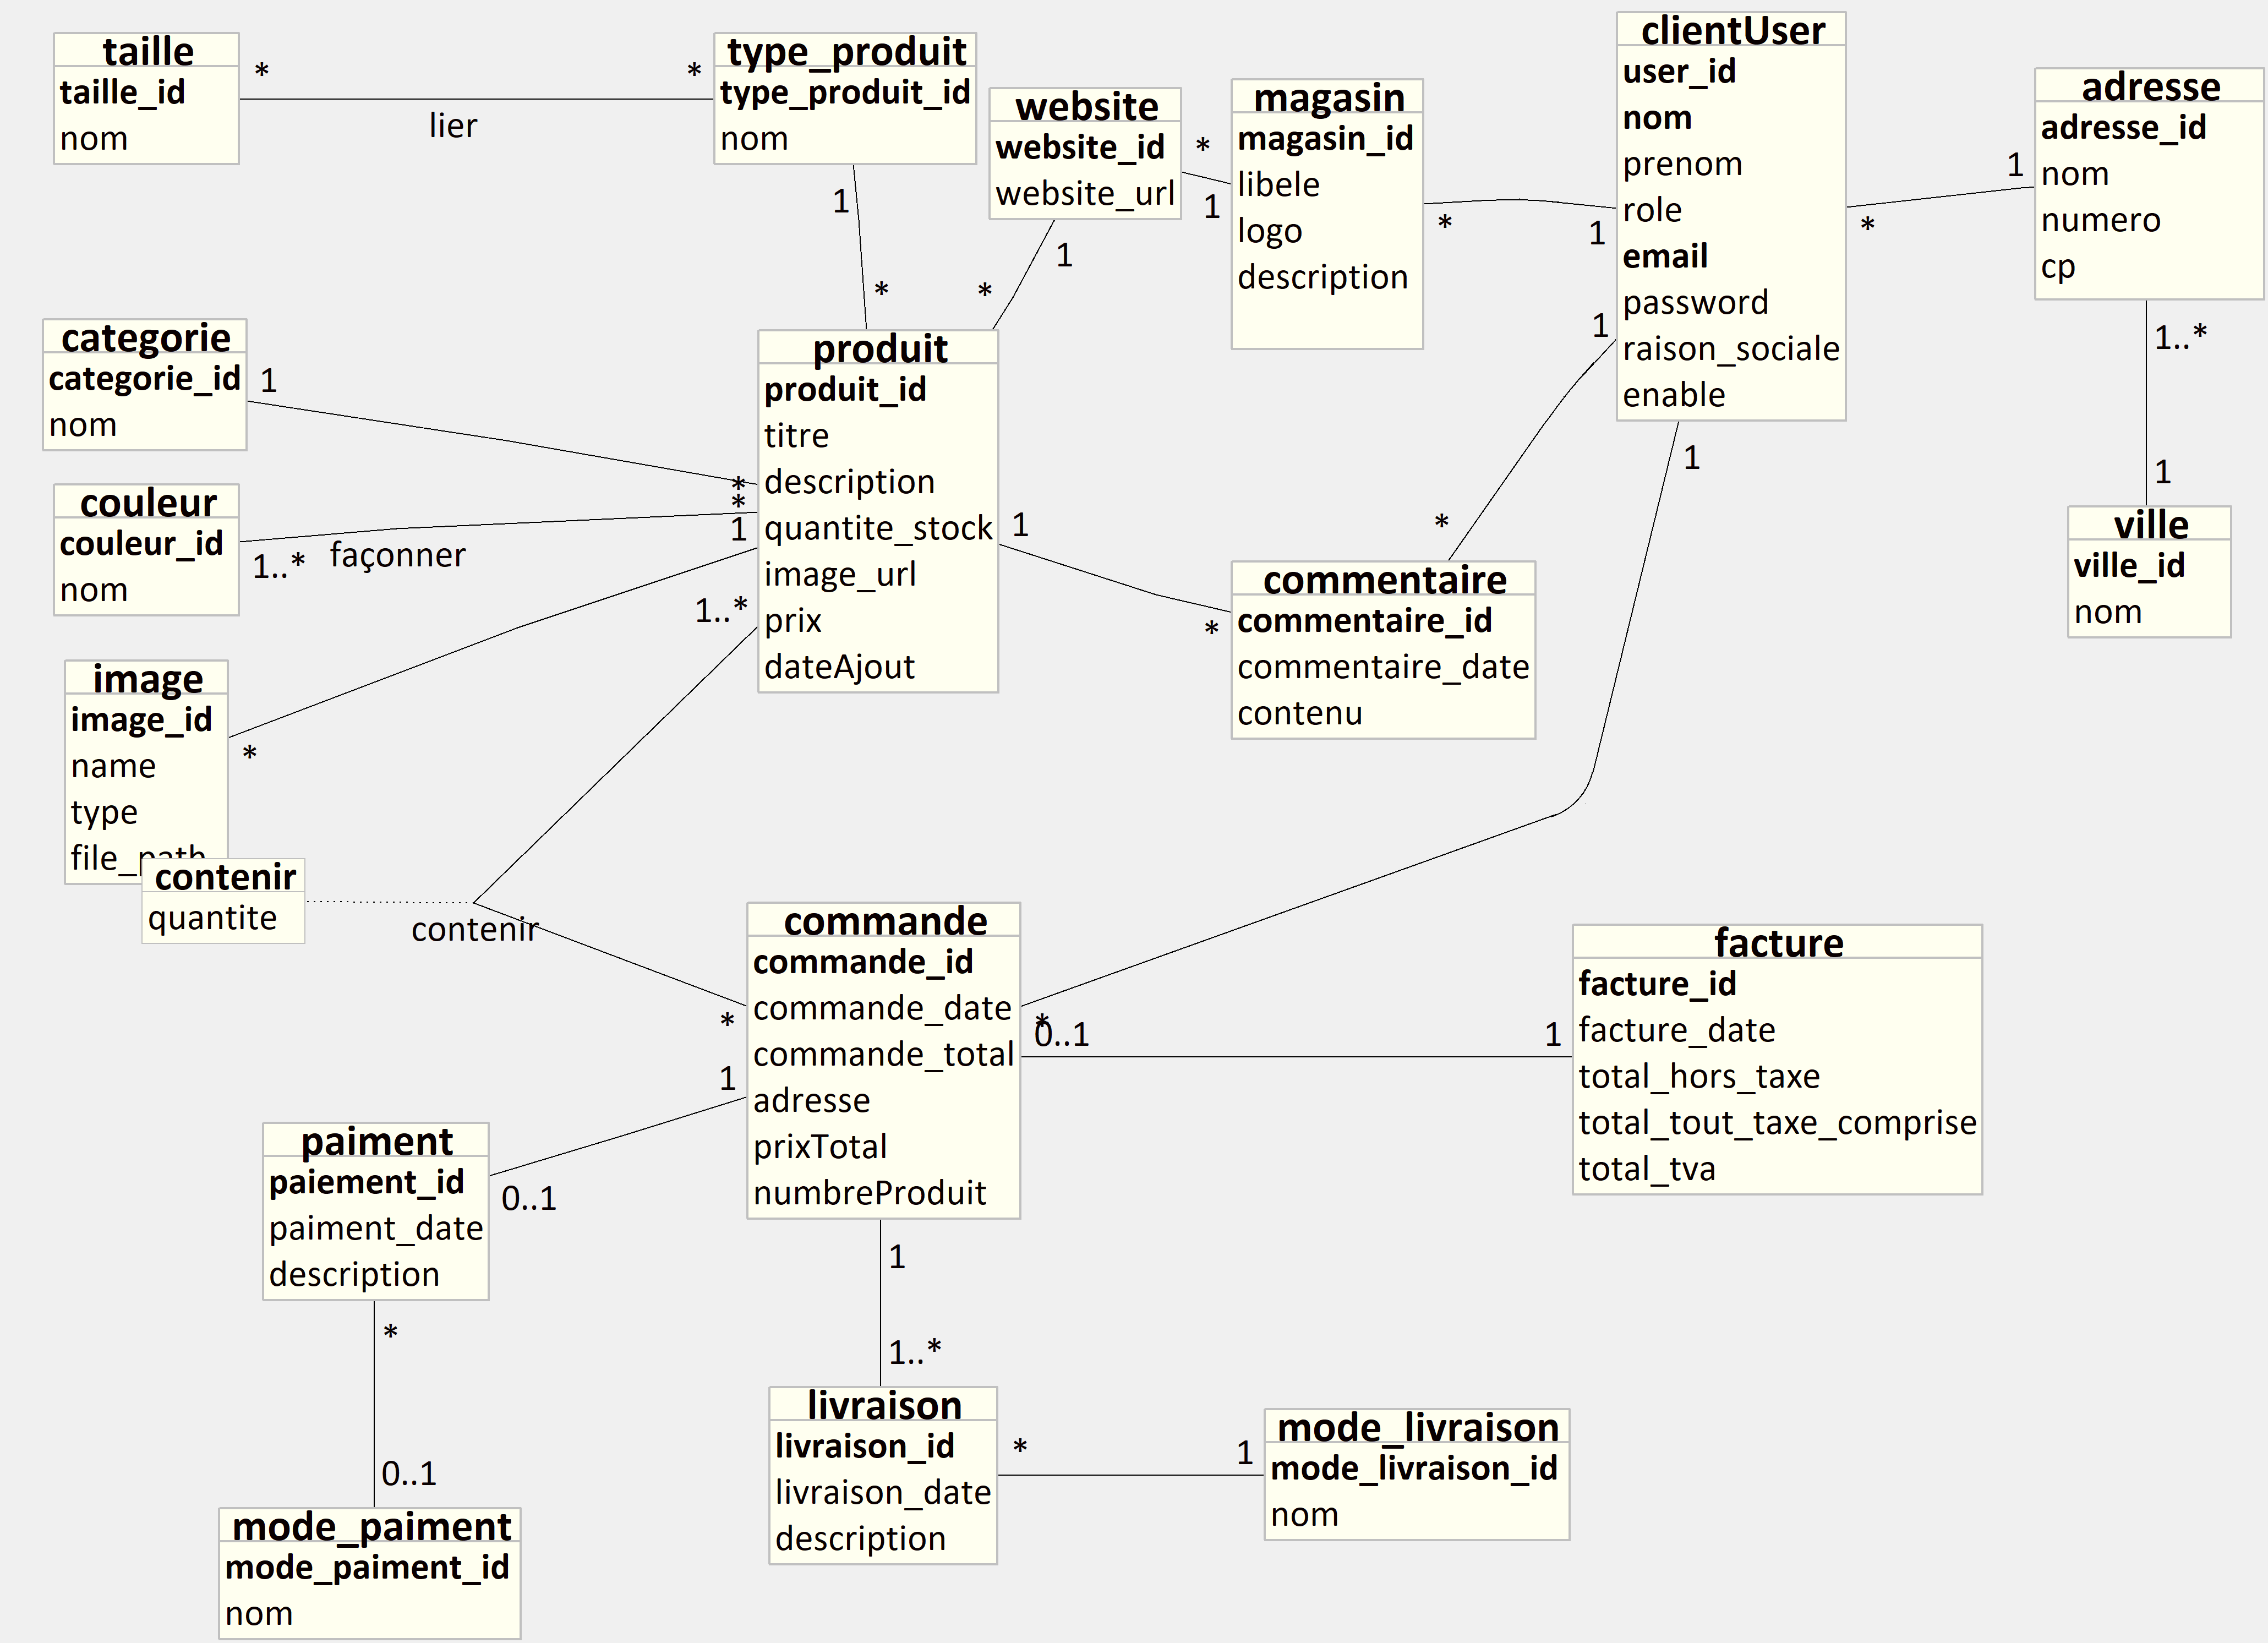 taille
taille_id
nom
*
*
lier
type_produit
type_produit_id
nom
1
*
website
website_id
website_url
*
1
1
*
magasin
magasin_id
libele
logo
description
*
1
clientUser
user_id
nom
prenom
role
email
password
raison_sociale
enable
*
1
1
1
adresse
adresse_id
nom
numero
cp
1..*
1
ville
ville_id
nom
categorie
categorie_id
nom
1
*
couleur
couleur_id
nom
1..*
façonner
*
1
1..*
produit
produit_id
titre
description
quantite_stock
image_url
prix
dateAjout
1
*
*
commentaire
commentaire_id
commentaire_date
contenu
image
image_id
name
type
file_path
*
contenir
quantite
contenir
*
commande
commande_id
commande_date
commande_total
adresse
prixTotal
numbreProduit
*
0..1
1
facture
facture_id
facture_date
total_hors_taxe
total_tout_taxe_comprise
total_tva
1
0..1
paiment
paiement_id
paiment_date
description
*
0..1
mode_paiment
mode_paiment_id
nom
1
1..*
livraison
livraison_id
livraison_date
description
*
1
mode_livraison
mode_livraison_id
nom